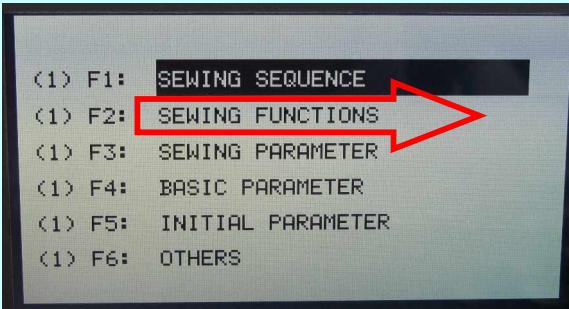 (1) F1: SEWING SEQUENCE
(1) F2: SEWING FUNCTIONS
(1) F3: SEWING PARAMETER
(1) F4: BASIC PARAMETER
(1) F5: INITIAL PARAMETER
(1) F6: OTHERS